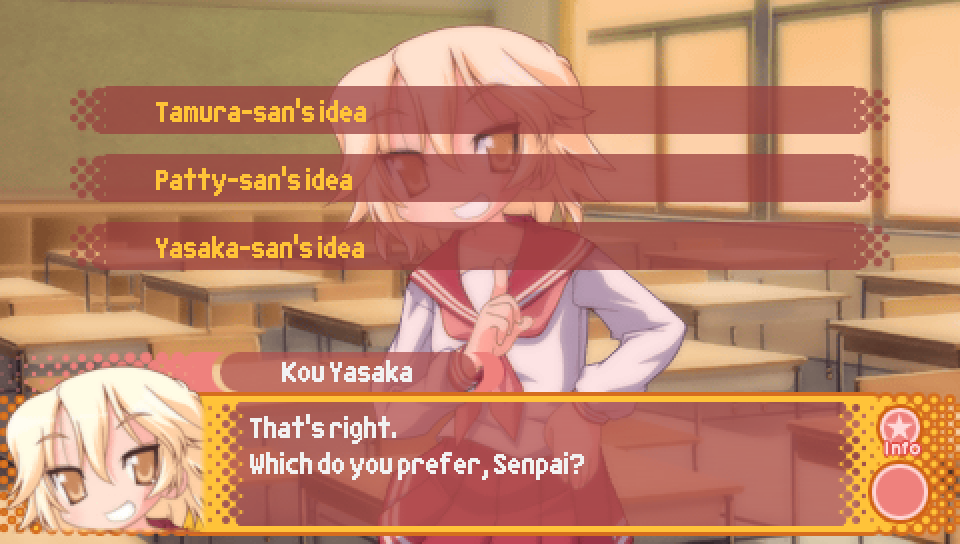 Tamura-san's idea
Patty-san's idea
Yasaka-san's idea
Kou Yasaka
That's right.
Which do you prefer, Senpai?
Info